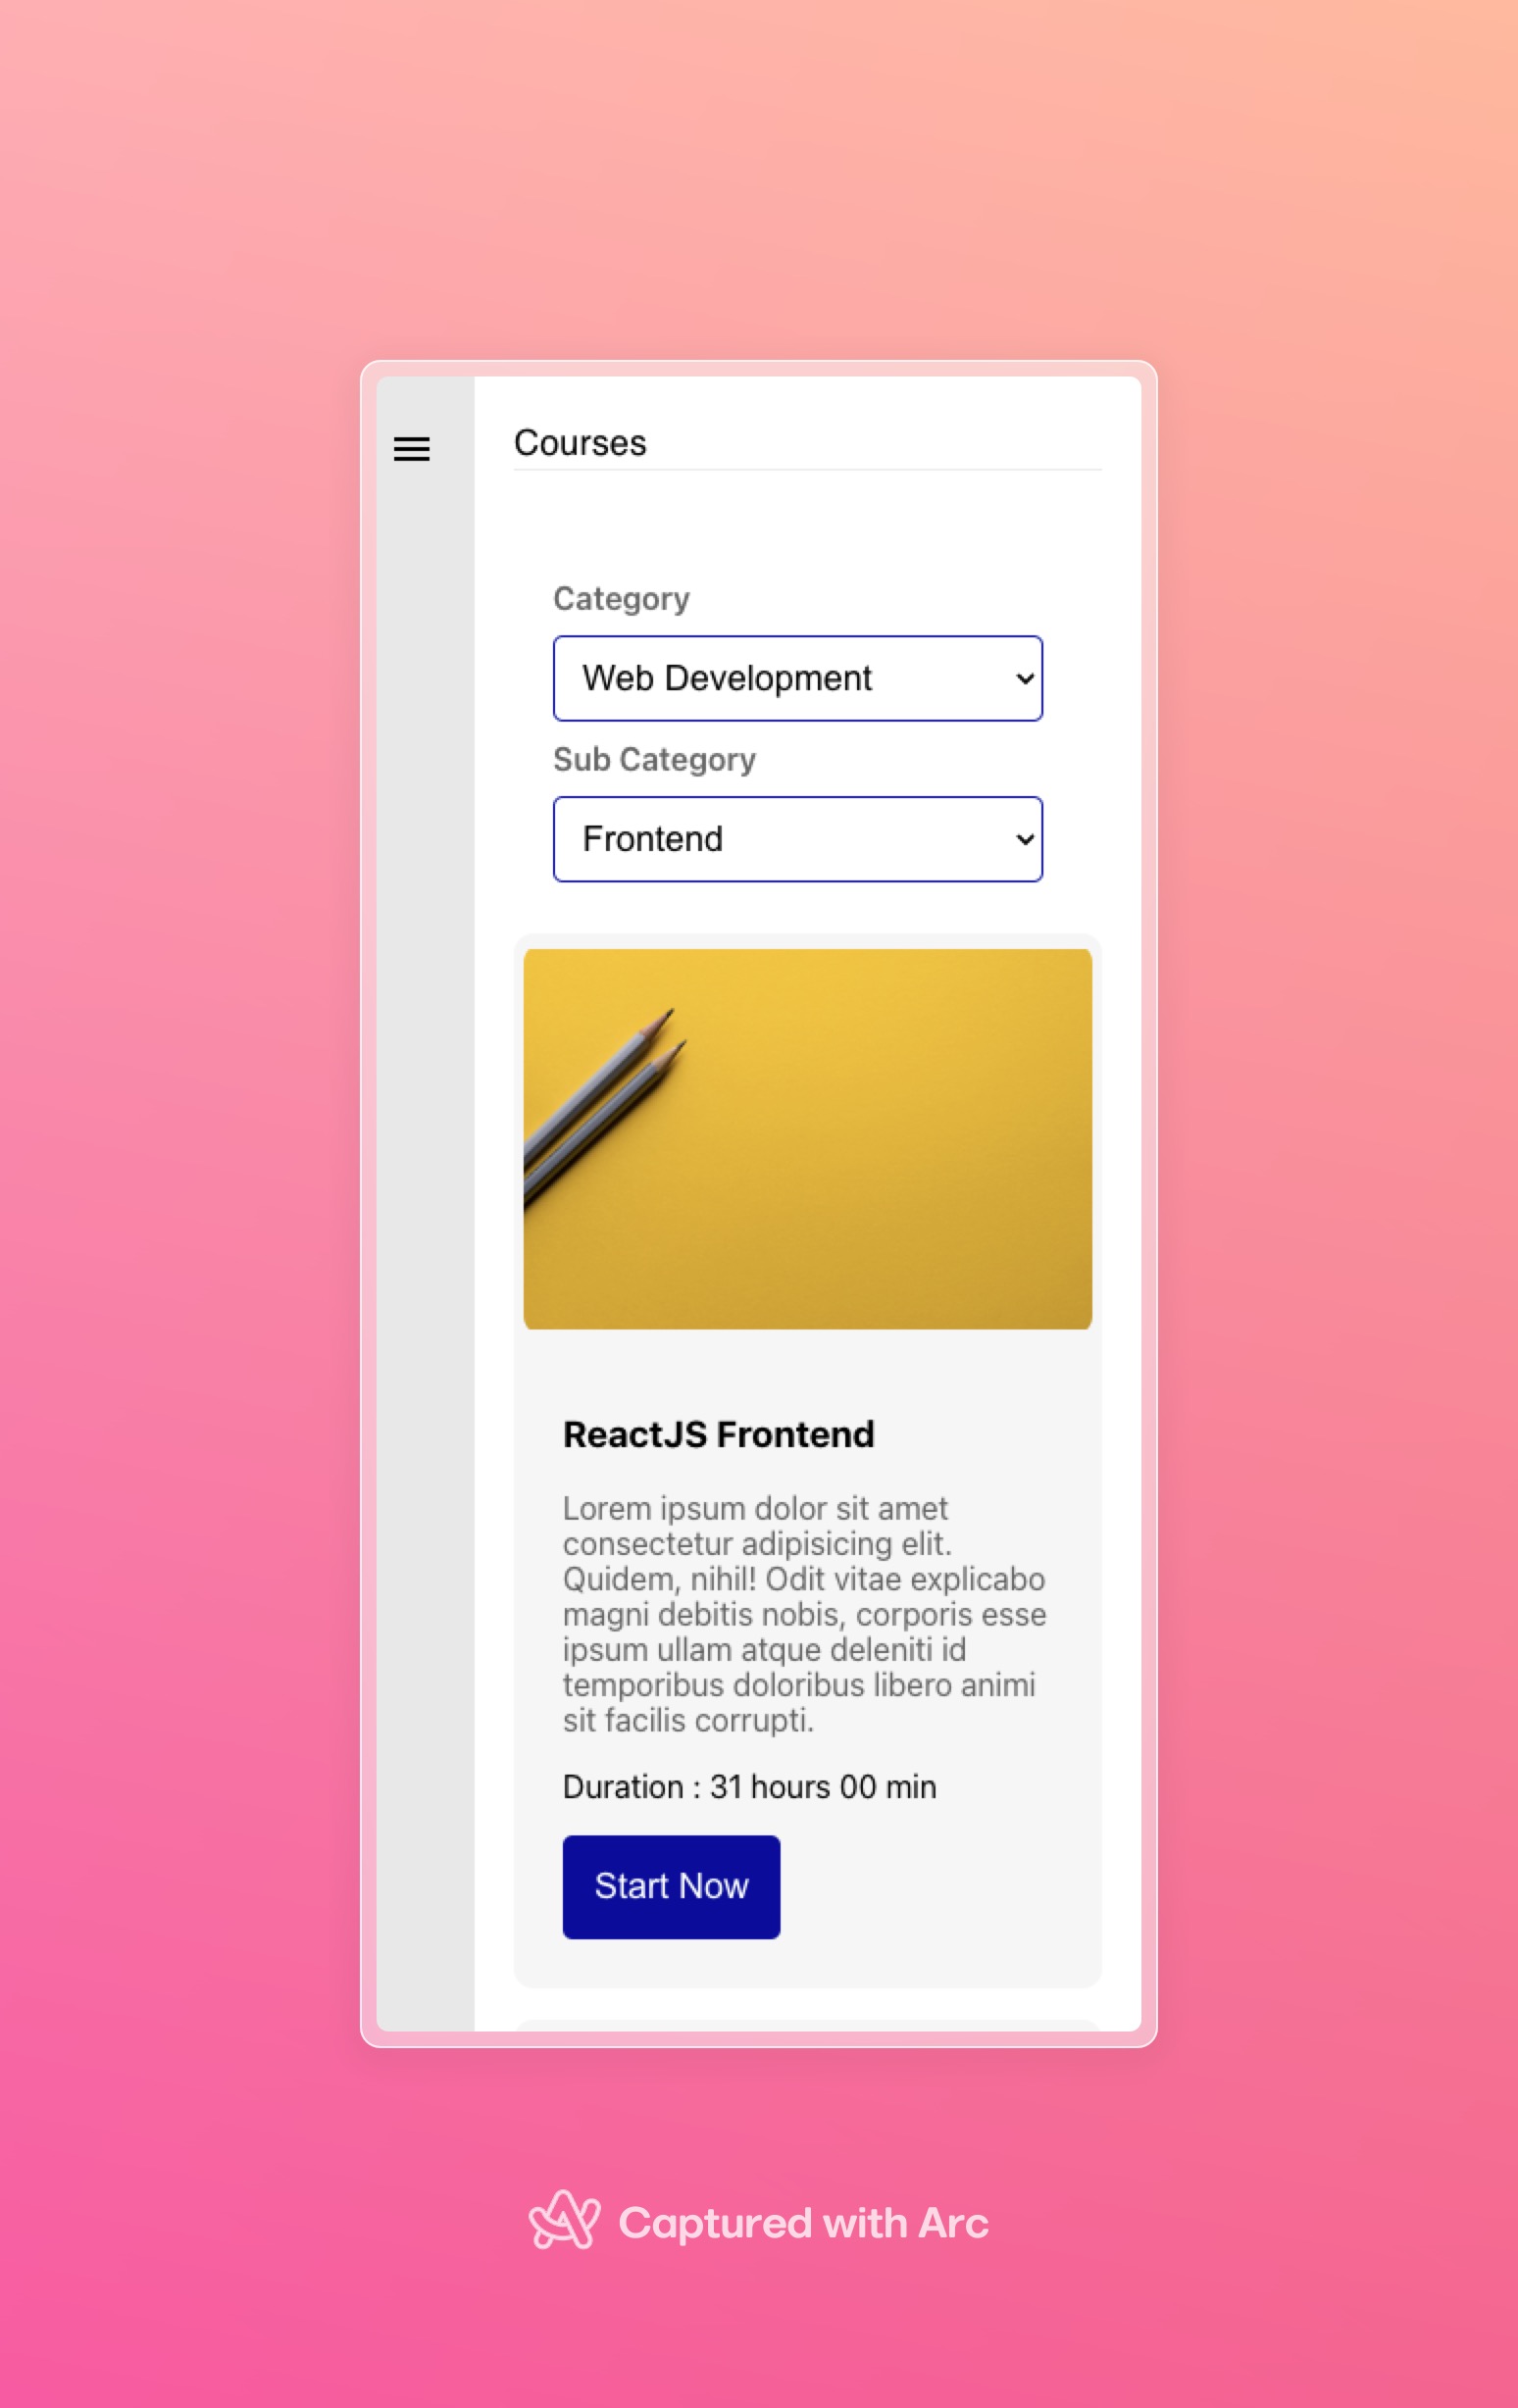 Courses
Category
Web Development
Sub Category
Frontend
ReactJS Frontend
Lorem ipsum dolor sit amet
consectetur adipisicing elit.
Quidem, nihil! Odit vitae explicabo
magni debitis nobis, corporis esse
ipsum ullam atque deleniti id
temporibus doloribus libero animi
sit facilis corrupti.
Duration : 31 hours 00 min
Start Now
Captured with Arc